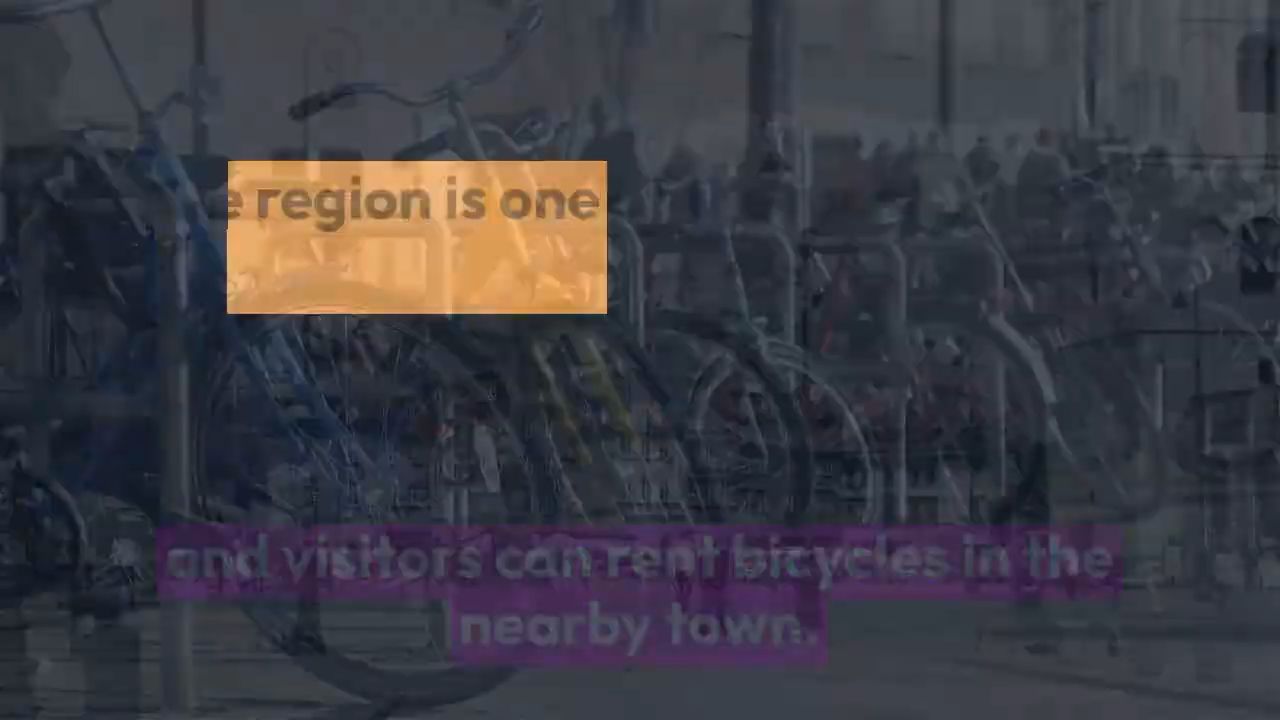 region is one
and visitors can rent bicycles in the
nearby town.